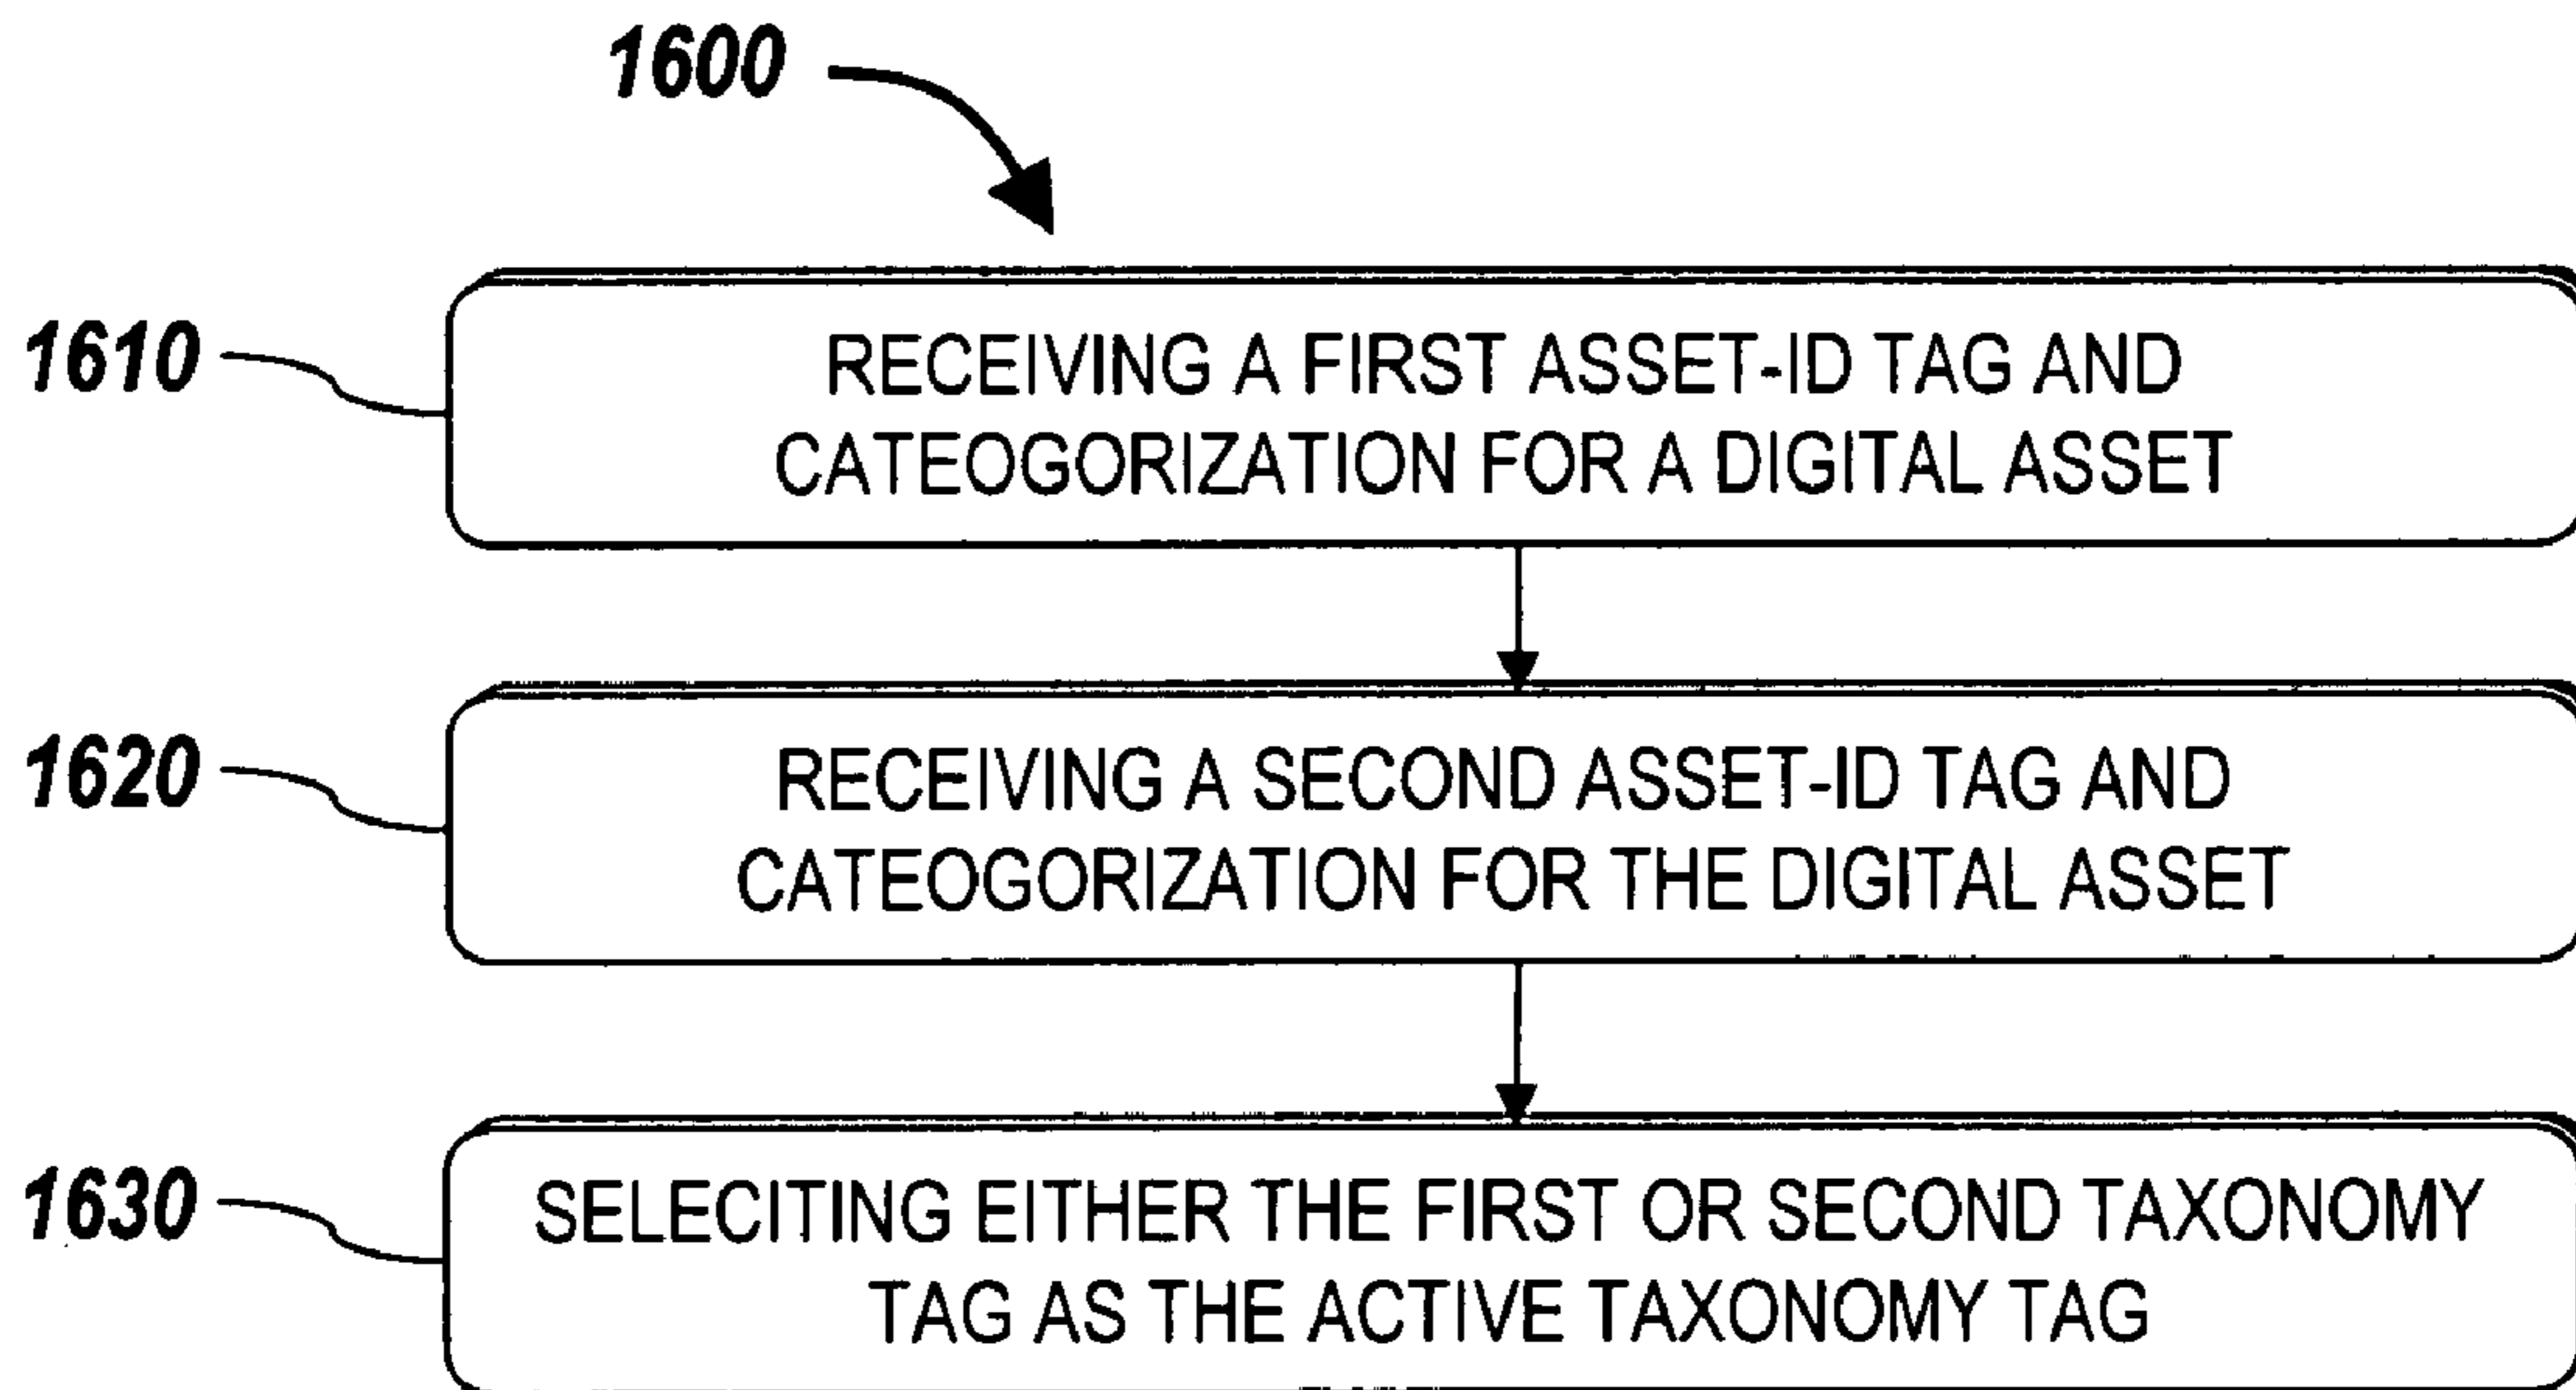 1600
1610
RECEIVING A FIRST ASSET-ID TAG AND
CATEOGORIZATION FOR A DIGITAL ASSET
1620
RECEIVING A SECOND ASSET-ID TAG AND
CATEOGORIZATION FOR THE DIGITAL ASSET
1630
SELECITING EITHER THE FIRST OR SECOND TAXONOMY
TAG AS THE ACTIVE TAXONOMY TAG